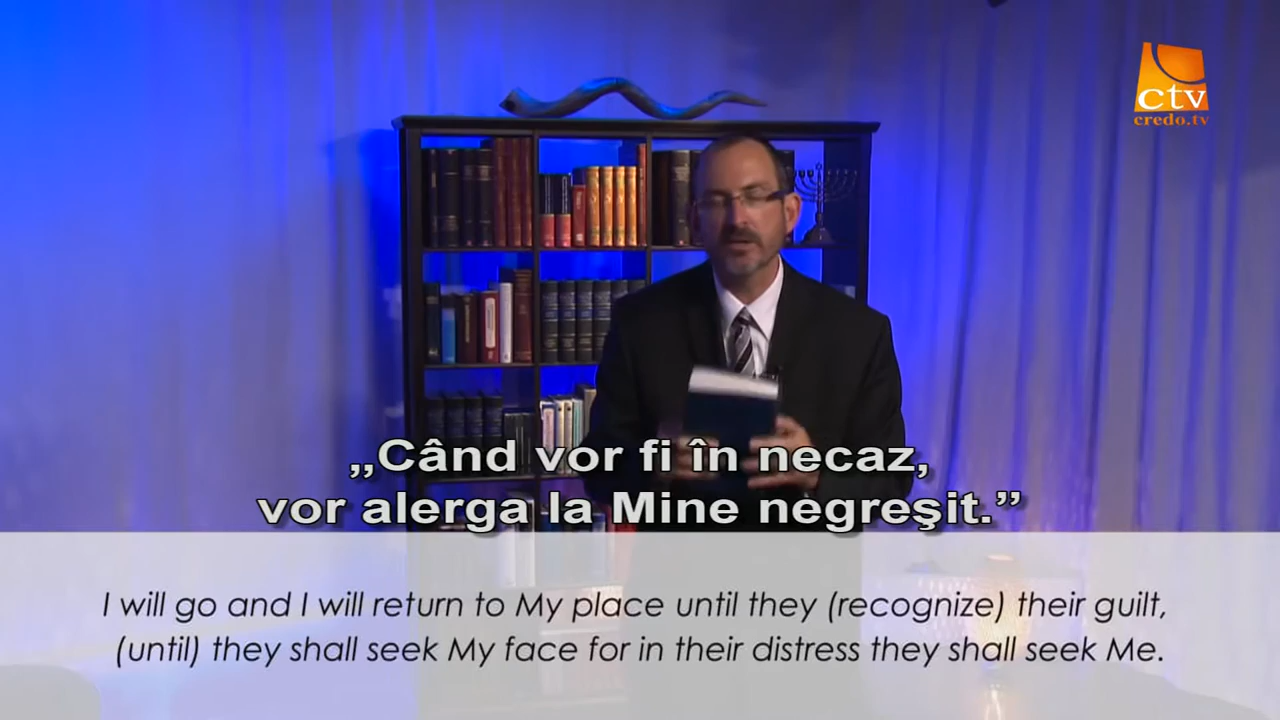 ctv
credo.tv
„Când vor fi în necaz,
vor alerga la Mine negreşit.”
I will go and I will return to My place until they (recognize) their guilt,
(until) they shall seek My face for in their distress they shall seek Me.